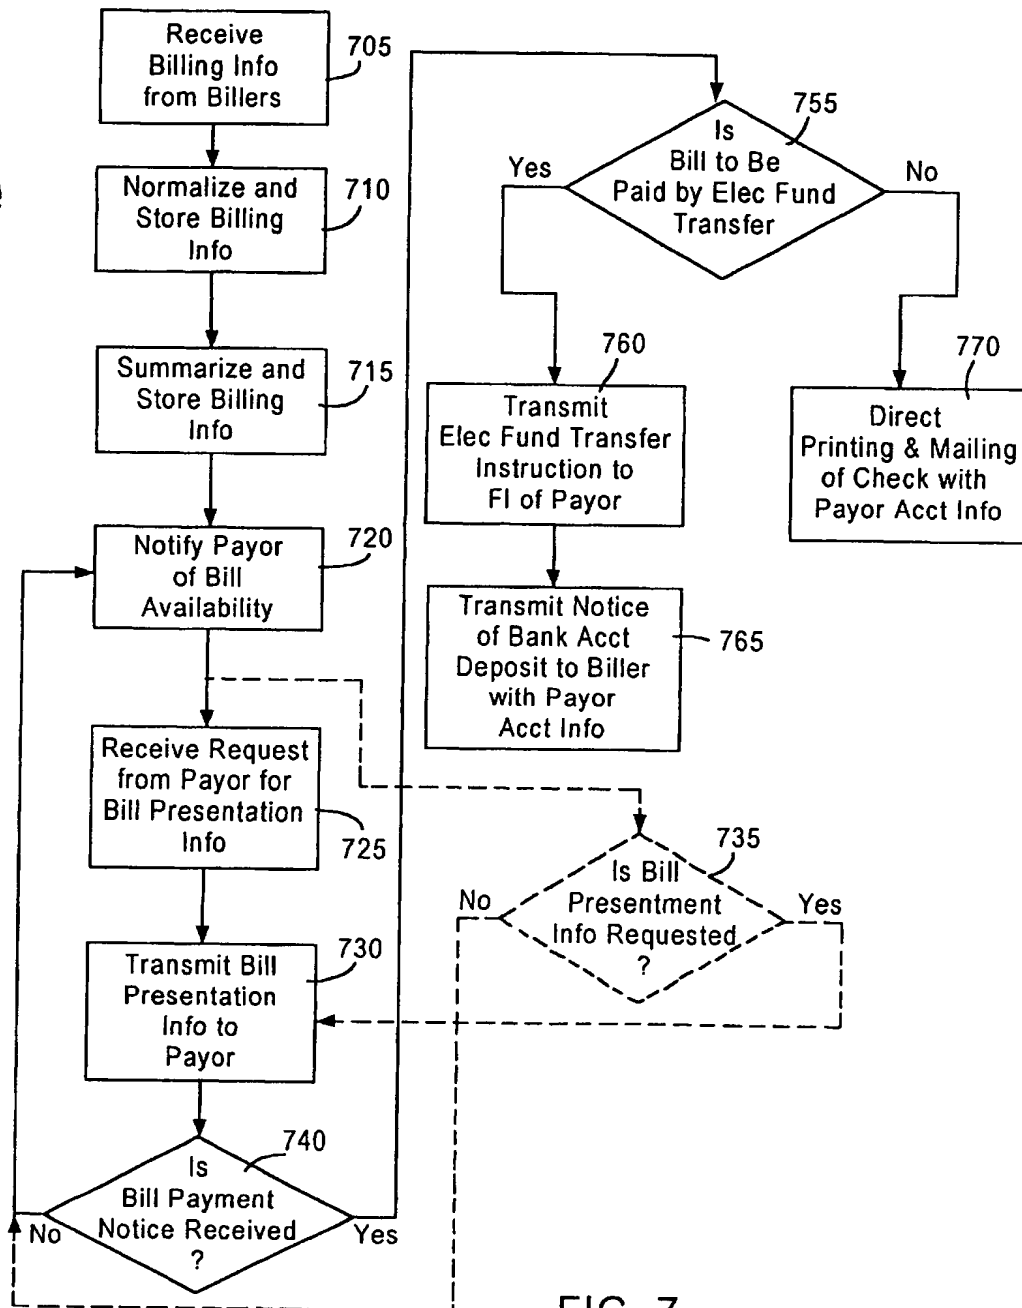 Receive
Billing Info
from Billers
705
Normalize and
Store Billing
Info
710
Summarize and
Store Billing
Info
715
Notify Payor
of Bill
Availability
720
Receive Request
from Payor for
Bill Presentation
Info
725
Transmit Bill
Presentation
Info to
Payor
730
Is
Bill Payment
Notice Received
?
740
No
Yes
Is
Bill to Be
Paid by Elec Fund
Transfer
755
Yes
No
Transmit
Elec Fund Transfer
Instruction to
FI of Payor
760
Direct
Printing & Mailing
of Check with
Payor Acct Info
770
Transmit Notice
of Bank Acct
Deposit to Biller
with Payor
Acct Info
765
Is Bill
Presentment
Info Requested
?
735
No
Yes
FIG. 7